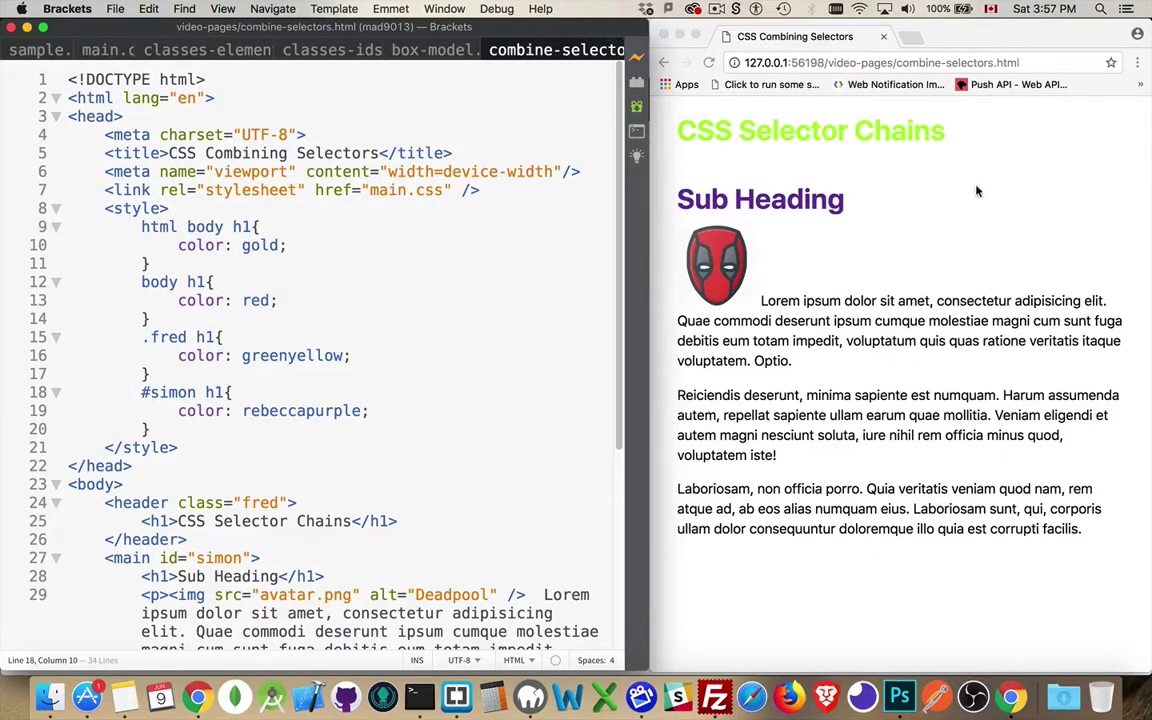 Brackets File Edit Find View Navigate Template Emmet Window Debug Help 100% Sat 3:57 PM
video-pages/combine-selectors.html (mad9013) — Brackets
sample. main.c classes-elemen classes-ids box-model. combine-selecto
1 <!DOCTYPE html>
2 <html lang="en">
3 <head>
4 <meta charset="UTF-8">
5 <title>CSS Combining Selectors</title>
6 <meta name="viewport" content="width=device-width"/>
7 <link rel="stylesheet" href="main.css" />
8 <style>
9 html body h1{
10 color: gold;
11 }
12 body h1{
13 color: red;
14 }
15 .fred h1{
16 color: greenyellow;
17 }
18 #simon h1{
19 color: rebeccapurple;
20 }
21 </style>
22 </head>
23 <body>
24 <header class="fred">
25 <h1>CSS Selector Chains</h1>
26 </header>
27 <main id="simon">
28 <h1>Sub Heading</h1>
29 <p><img src="avatar.png" alt="Deadpool" /> Lorem
ipsum dolor sit amet, consectetur adipisicing
elit. Quae commodi deserunt ipsum cumque molestiae
magni cum sunt fuga debitis eum totam impedit,
Line 18, Column 10 — 34 Lines
INS UTF-8 HTML Spaces: 4
CSS Combining Selectors
127.0.0.1:56198/video-pages/combine-selectors.html
Apps Click to run some s... Web Notification Im... Push API - Web API... »
CSS Selector Chains
Sub Heading
Lorem ipsum dolor sit amet, consectetur adipisicing elit.
Quae commodi deserunt ipsum cumque molestiae magni cum sunt fuga
debitis eum totam impedit, voluptatum quis quas ratione veritatis itaque
voluptatem. Optio.
Reiciendis deserunt, minima sapiente est numquam. Harum assumenda
autem, repellat sapiente ullam earum quae mollitia. Veniam eligendi et
autem magni nesciunt soluta, iure nihil rem officia minus quod,
voluptatem iste!
Laboriosam, non officia porro. Quia veritatis veniam quod nam, rem
atque ad, ab eos alias numquam eius. Laboriosam sunt, qui, corporis
ullam dolor consequuntur doloremque illo quia est corrupti facilis.